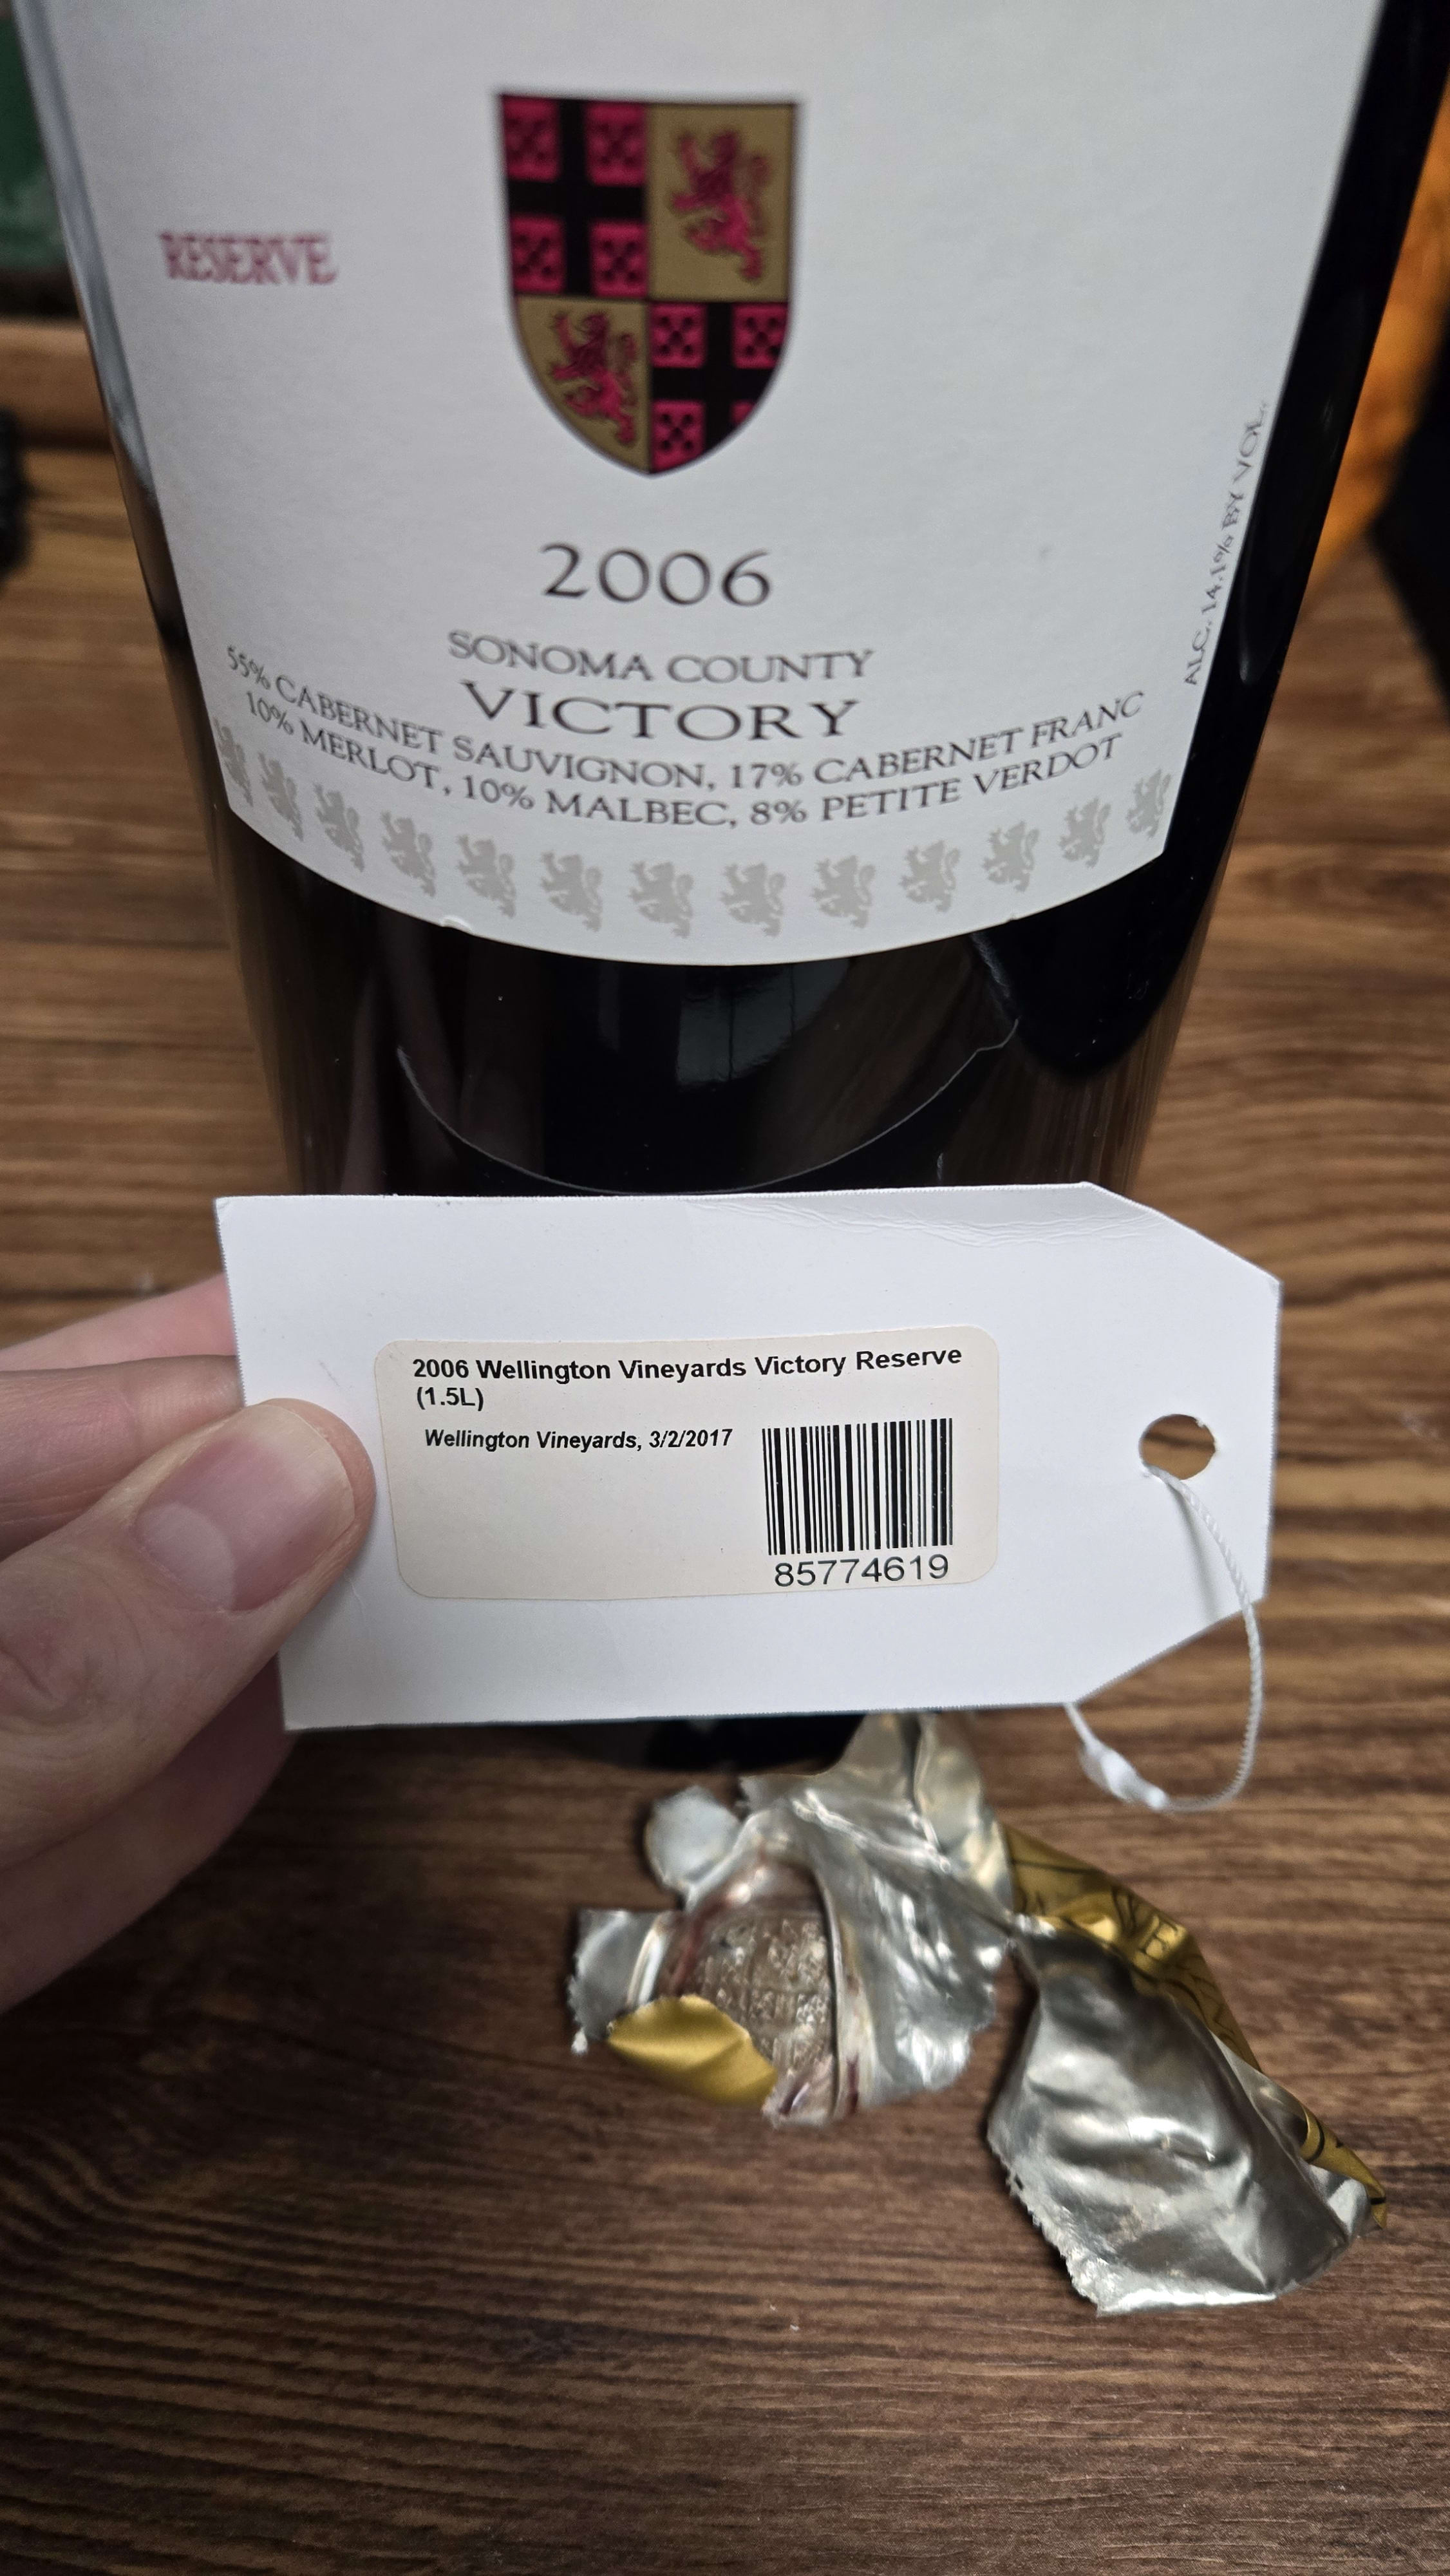 RESERVE
2006
SONOMA COUNTY
VICTORY
55% CABERNET SAUVIGNON, 17% CABERNET FRANC
10% MERLOT, 10% MALBEC, 8% PETITE VERDOT
ALC. 14.1% BY VOL.
2006 Wellington Vineyards Victory Reserve
(1.5L)
Wellington Vineyards, 3/2/2017
85774619